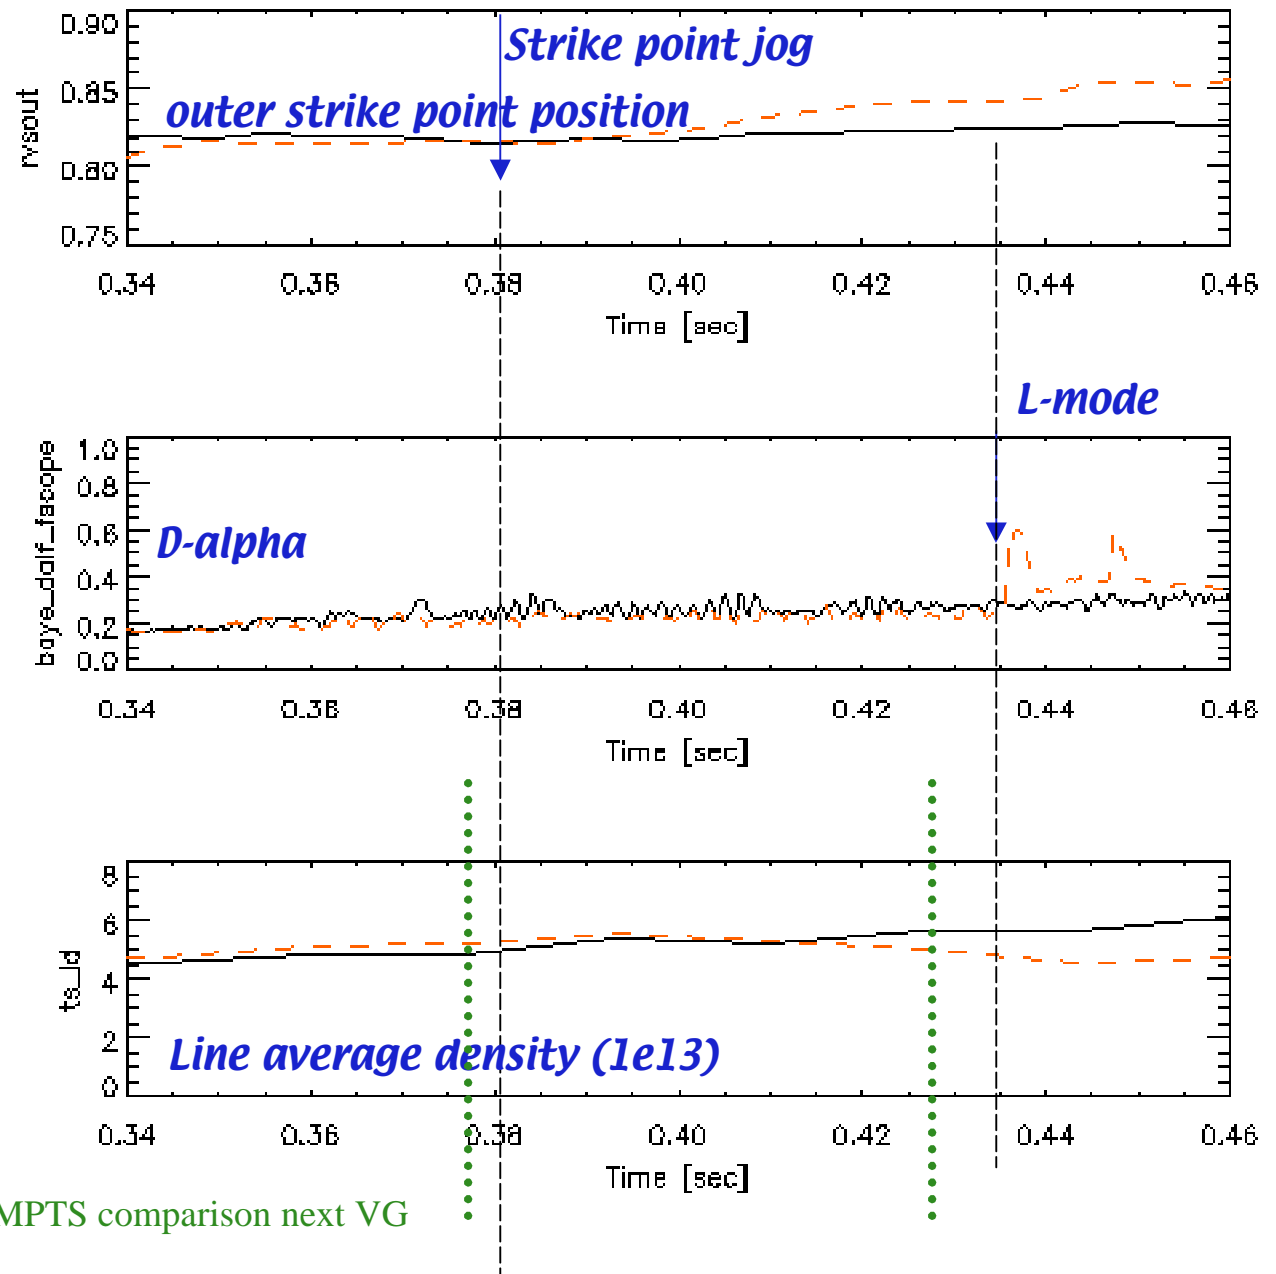 0.90
0.85
0.80
0.75
rvsout
Strike point jog
outer strike point position
0.34 0.36 0.38 0.40 0.42 0.44 0.46
Time [sec]
L-mode
1.0
0.8
0.6
0.4
0.2
0.0
D-alpha
0.34 0.36 0.38 0.40 0.42 0.44 0.46
Time [sec]
8
6
4
2
0
ts_ld
Line average density (1e13)
0.34 0.36 0.38 0.40 0.42 0.44 0.46
Time [sec]
MPTS comparison next VG